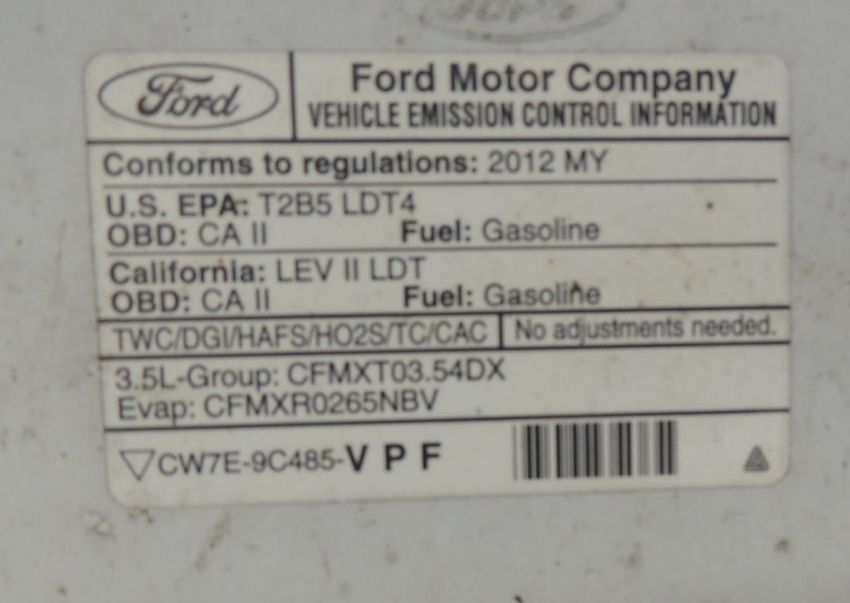 Ford
Ford Motor Company
VEHICLE EMISSION CONTROL INFORMATION
Conforms to regulations: 2012 MY
U.S. EPA: T2B5 LDT4
OBD: CA II Fuel: Gasoline
California: LEV II LDT
OBD: CA II Fuel: Gasoline
TWC/DGI/HAFS/HO2S/TC/CAC No adjustments needed.
3.5L-Group: CFMXT03.54DX
Evap: CFMXR0265NBV
CW7E-9C485-V P F